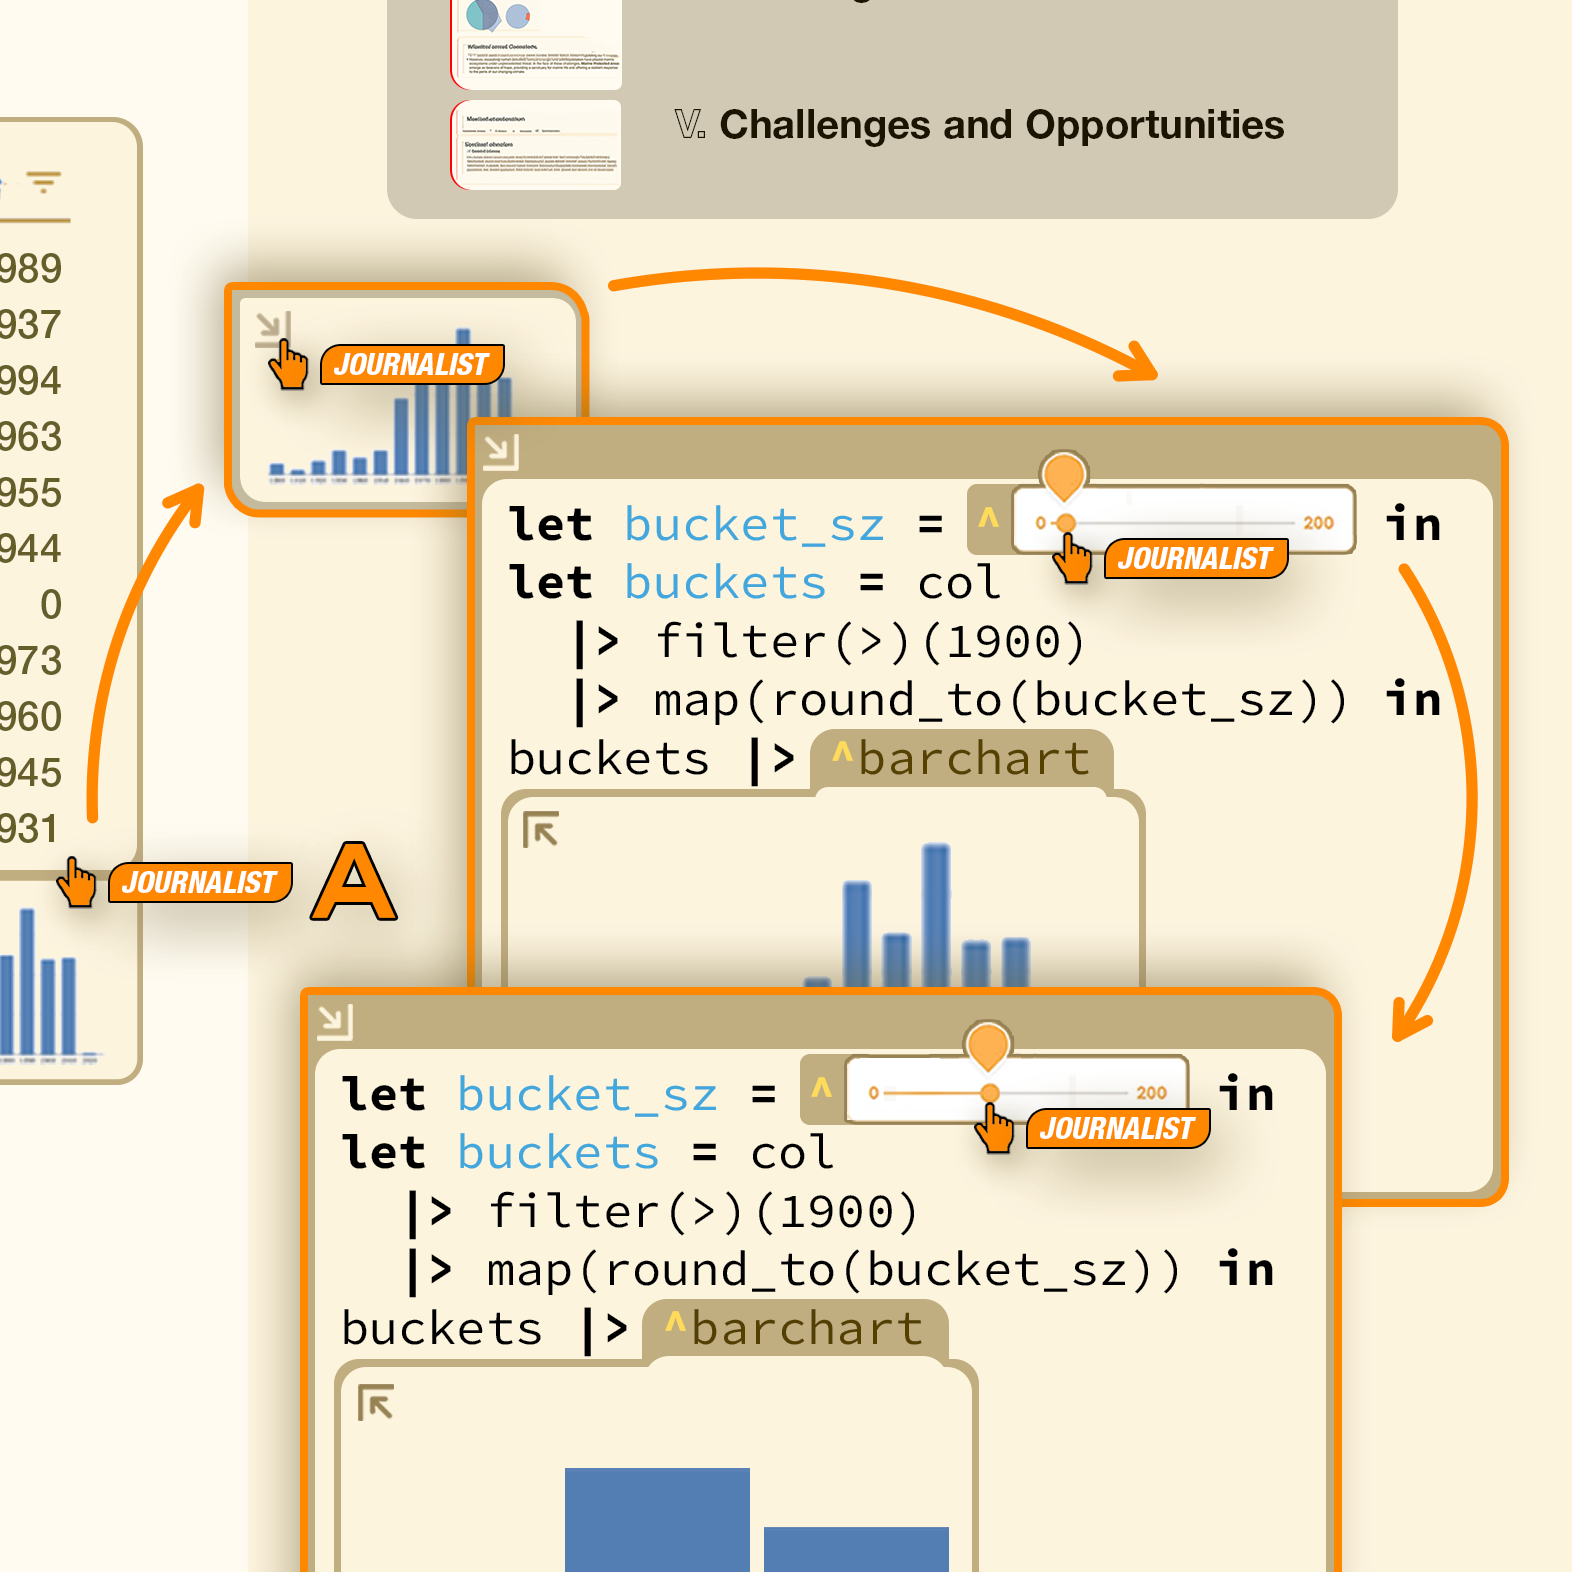 V. Challenges and Opportunities
989
937
994
963
955
944
0
973
960
945
931
JOURNALIST
A
JOURNALIST
let bucket_sz = ^ 0 200 in
JOURNALIST
let buckets = col
|> filter(>)(1900)
|> map(round_to(bucket_sz)) in
buckets |> ^barchart
let bucket_sz = ^ 0 200 in
JOURNALIST
let buckets = col
|> filter(>)(1900)
|> map(round_to(bucket_sz)) in
buckets |> ^barchart